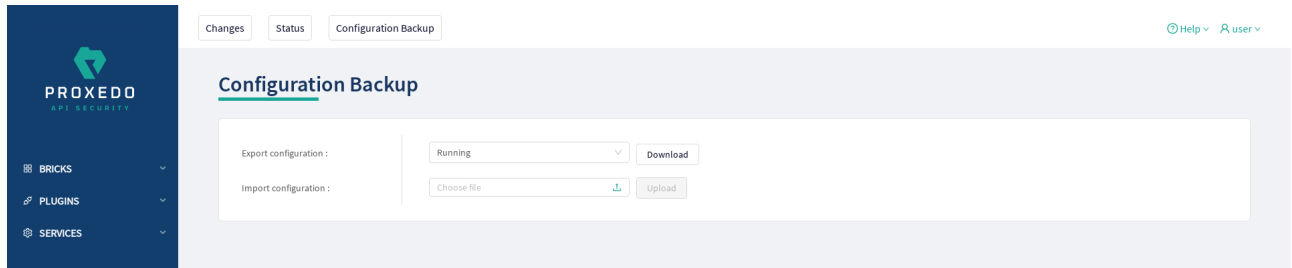 Changes Status Configuration Backup Help user
PROXEDO
API SECURITY
Configuration Backup
Export configuration : Running Download
BRICKS
Import configuration : Choose file Upload
PLUGINS
SERVICES